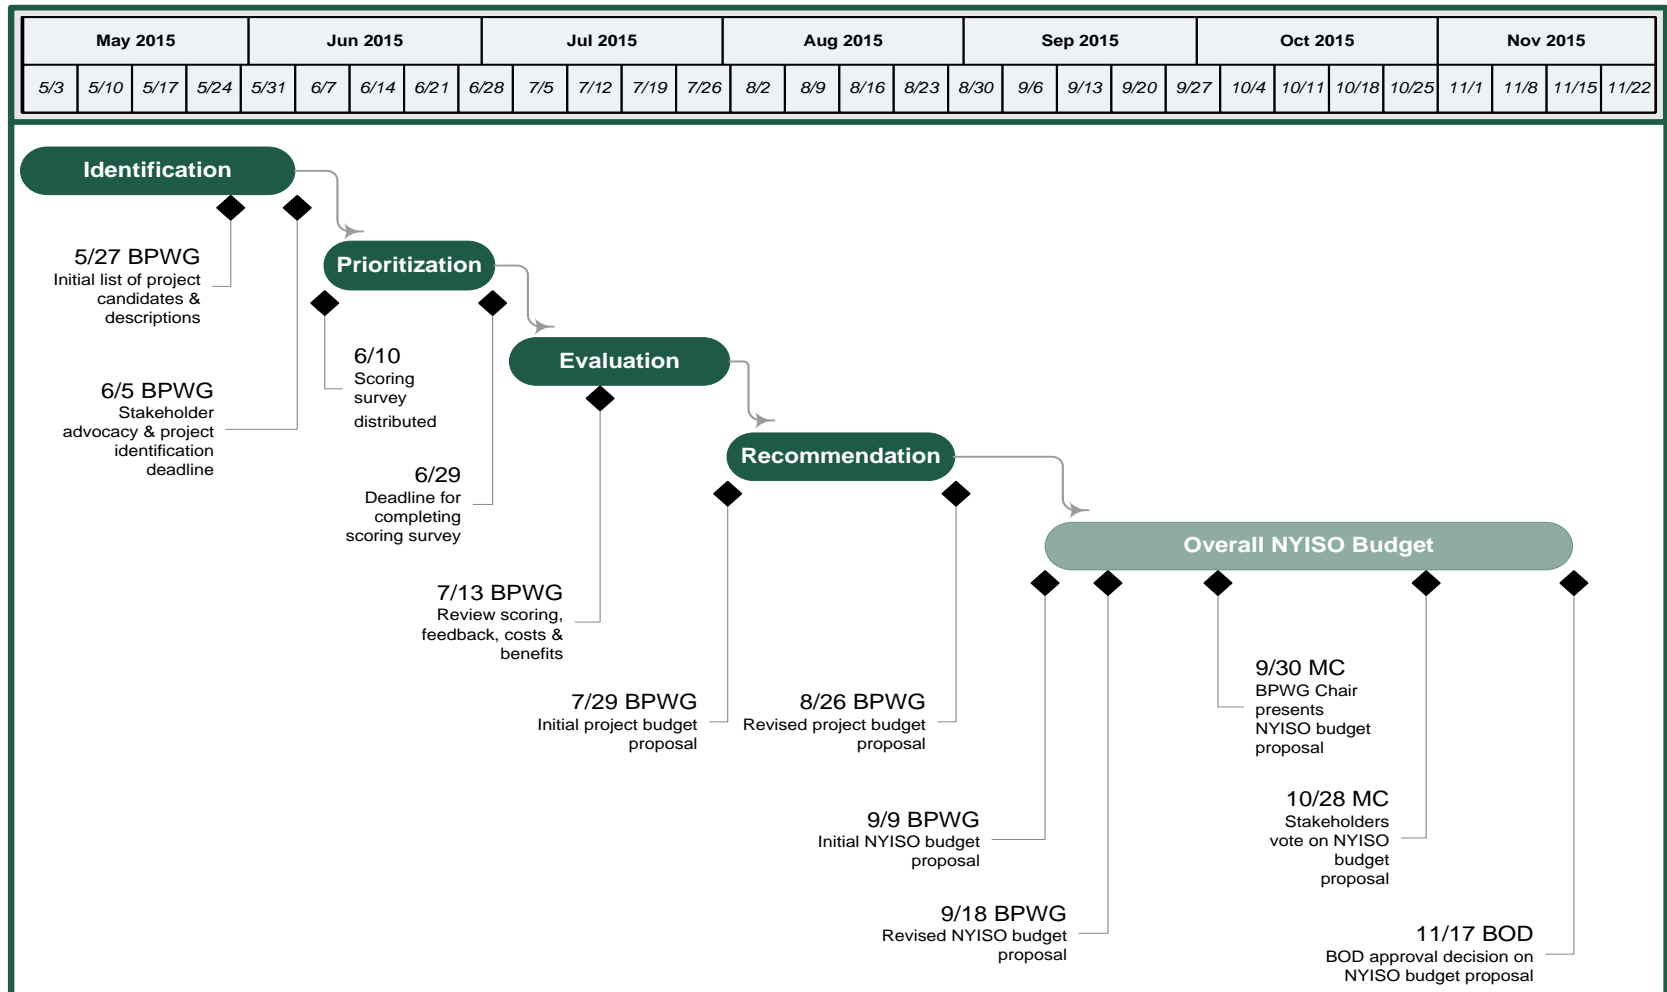 May 2015
Jun 2015
Jul 2015
Aug 2015
Sep 2015
Oct 2015
Nov 2015
5/3
5/10
5/17
5/24
5/31
6/7
6/14
6/21
6/28
7/5
7/12
7/19
7/26
8/2
8/9
8/16
8/23
8/30
9/6
9/13
9/20
9/27
10/4
10/11
10/18
10/25
11/1
11/8
11/15
11/22
Identification
5/27 BPWG
Initial list of project
candidates &
descriptions
6/5 BPWG
Stakeholder
advocacy & project
identification
deadline
Prioritization
6/10
Scoring
survey
distributed
6/29
Deadline for
completing
scoring survey
Evaluation
7/13 BPWG
Review scoring,
feedback, costs &
benefits
Recommendation
7/29 BPWG
Initial project budget
proposal
8/26 BPWG
Revised project budget
proposal
Overall NYISO Budget
9/9 BPWG
Initial NYISO budget
proposal
9/18 BPWG
Revised NYISO budget
proposal
9/30 MC
BPWG Chair
presents
NYISO budget
proposal
10/28 MC
Stakeholders
vote on NYISO
budget
proposal
11/17 BOD
BOD approval decision on
NYISO budget proposal